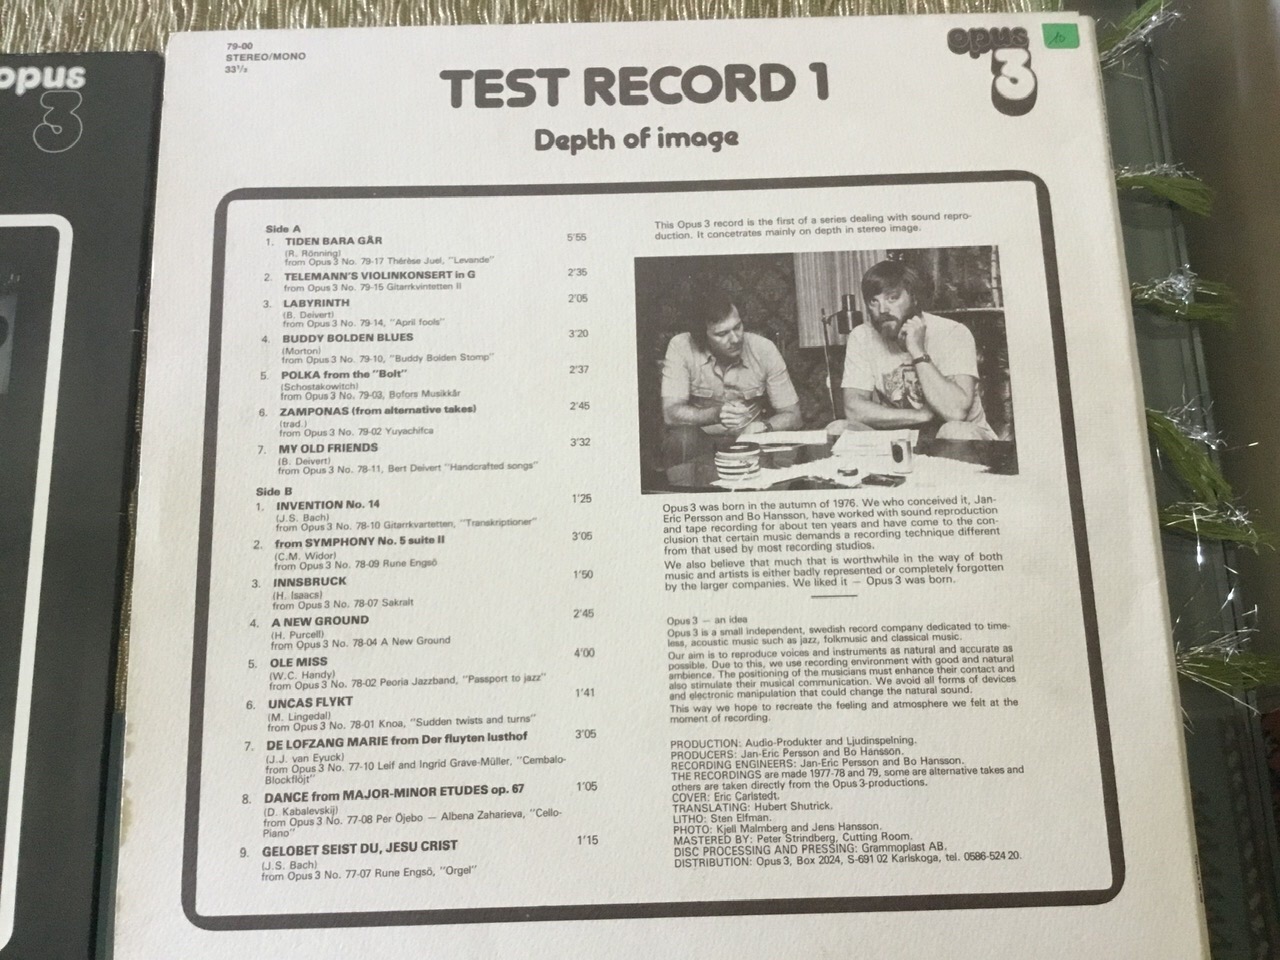 opus
3
79-00
STEREO/MONO
33⅓
opus
3
10
TEST RECORD 1
Depth of image
Side A
1. TIDEN BARA GÅR 5'55
(R. Rönning)
from Opus 3 No. 79-17 Thérèse Juel, "Levande"
2. TELEMANN'S VIOLINKONSERT in G 2'35
from Opus 3 No. 79-15 Gitarrkvintetten II
3. LABYRINTH 2'05
(B. Deivert)
from Opus 3 No. 79-14, "April fools"
4. BUDDY BOLDEN BLUES 3'20
(Morton)
from Opus 3 No. 79-10, "Buddy Bolden Stomp"
5. POLKA from the "Bolt" 2'37
(Schostakowitch)
from Opus 3 No. 79-03, Bofors Musikkår
6. ZAMPONAS (from alternative takes) 2'45
(trad.)
from Opus 3 No. 79-02 Yuyachifca
7. MY OLD FRIENDS 3'32
(B. Deivert)
from Opus 3 No. 78-11, Bert Deivert "Handcrafted songs"
Side B
1. INVENTION No. 14 1'25
(J.S. Bach)
from Opus 3 No. 78-10 Gitarrkvartetten, "Transkriptioner"
2. from SYMPHONY No. 5 suite II 3'05
(C.M. Widor)
from Opus 3 No. 78-09 Rune Engsö
3. INNSBRUCK 1'50
(H. Isaacs)
from Opus 3 No. 78-07 Sakralt
4. A NEW GROUND 2'45
(H. Purcell)
from Opus 3 No. 78-04 A New Ground
5. OLE MISS 4'00
(W.C. Handy)
from Opus 3 No. 78-02 Peoria Jazzband, "Passport to jazz"
6. UNCAS FLYKT 1'41
(M. Lingedal)
from Opus 3 No. 78-01 Knoa, "Sudden twists and turns"
7. DE LOFZANG MARIE from Der fluyten lusthof 3'05
(J.J. van Eyuck)
from Opus 3 No. 77-10 Leif and Ingrid Grave-Müller, "Cembalo-
Blockflöjt"
8. DANCE from MAJOR-MINOR ETUDES op. 67 1'05
(D. Kabalevskij)
from Opus 3 No. 77-08 Per Öjebo — Albena Zaharieva, "Cello-
Piano"
9. GELOBET SEIST DU, JESU CRIST 1'15
(J.S. Bach)
from Opus 3 No. 77-07 Rune Engsö, "Orgel"
This Opus 3 record is the first of a series dealing with sound repro-
duction. It concetrates mainly on depth in stereo image.
Opus 3 was born in the autumn of 1976. We who conceived it, Jan-
Eric Persson and Bo Hansson, have worked with sound reproduction
and tape recording for about ten years and have come to the con-
clusion that certain music demands a recording technique different
from that used by most recording studios.
We also believe that much that is worthwhile in the way of both
music and artists is either badly represented or completely forgotten
by the larger companies. We liked it — Opus 3 was born.
Opus 3 — an idea
Opus 3 is a small independent, swedish record company dedicated to time-
less, acoustic music such as jazz, folkmusic and classical music.
Our aim is to reproduce voices and instruments as natural and accurate as
possible. Due to this, we use recording environment with good and natural
ambience. The positioning of the musicians must enhance their contact and
also stimulate their musical communication. We avoid all forms of devices
and electronic manipulation that could change the natural sound.
This way we hope to recreate the feeling and atmosphere we felt at the
moment of recording.
PRODUCTION: Audio-Produkter and Ljudinspelning.
PRODUCERS: Jan-Eric Persson and Bo Hansson.
RECORDING ENGINEERS: Jan-Eric Persson and Bo Hansson.
THE RECORDINGS are made 1977-78 and 79, some are alternative takes and
others are taken directly from the Opus 3-productions.
COVER: Eric Carlstedt.
TRANSLATING: Hubert Shutrick.
LITHO: Sten Elfman.
PHOTO: Kjell Malmberg and Jens Hansson.
MASTERED BY: Peter Strindberg, Cutting Room.
DISC PROCESSING AND PRESSING: Grammoplast AB.
DISTRIBUTION: Opus 3, Box 2024, S-691 02 Karlskoga, tel. 0586-524 20.